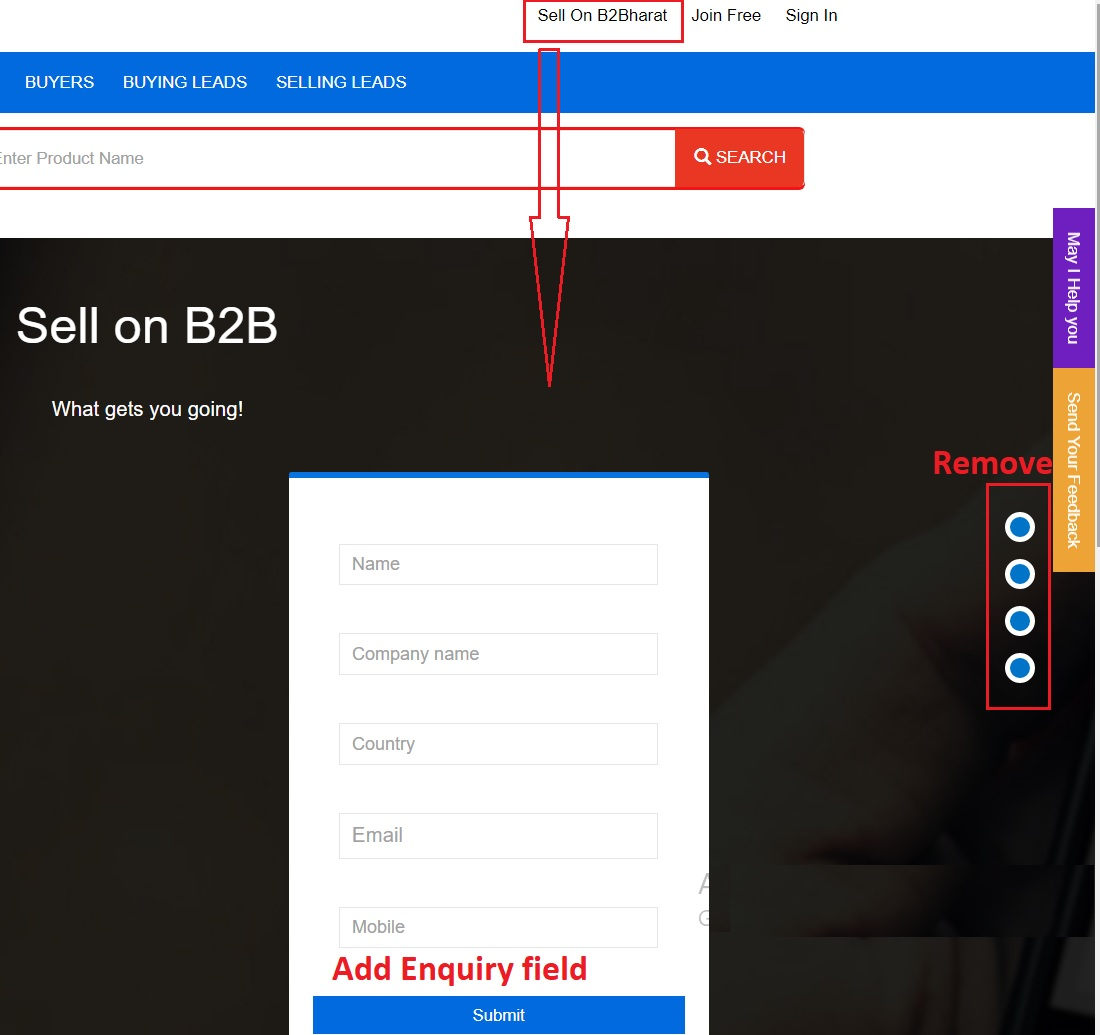 Sell On B2Bharat Join Free Sign In
BUYERS BUYING LEADS SELLING LEADS
Enter Product Name SEARCH
May I Help you
Sell on B2B
What gets you going!
Send Your Feedback
Remove
Name
Company name
Country
Email
Mobile
Add Enquiry field
Submit